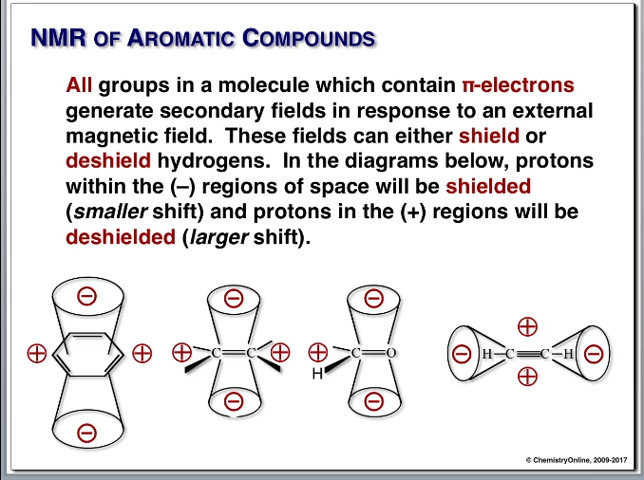 NMR OF AROMATIC COMPOUNDS
All groups in a molecule which contain π-electrons
generate secondary fields in response to an external
magnetic field. These fields can either shield or
deshield hydrogens. In the diagrams below, protons
within the (–) regions of space will be shielded
(smaller shift) and protons in the (+) regions will be
deshielded (larger shift).
– – – +
+ + + C=C + + C=O – H–C≡C–H –
H +
– – –
© ChemistryOnline, 2009-2017